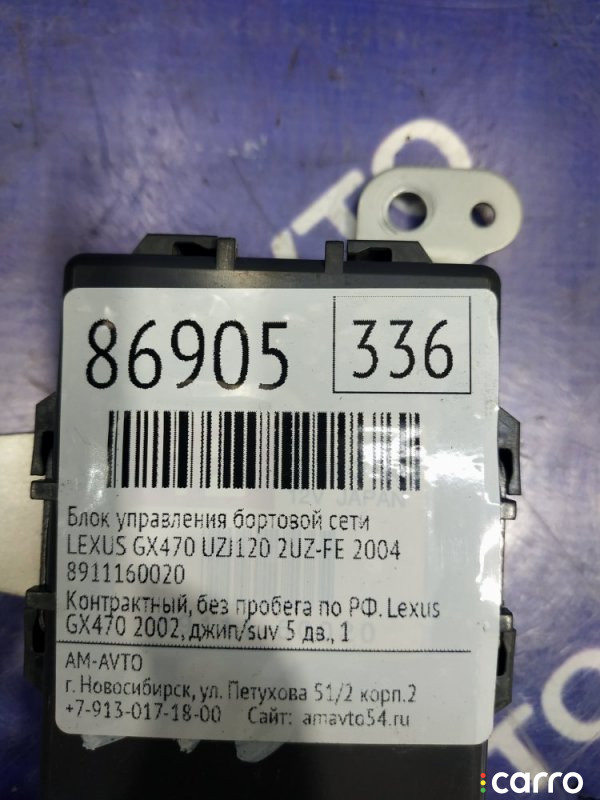 86905 336
12V JAPAN
Блок управления бортовой сети
LEXUS GX470 UZJ120 2UZ-FE 2004
8911160020
Контрактный, без пробега по РФ. Lexus
GX470 2002, джип/suv 5 дв., 1
AM-AVTO
г. Новосибирск, ул. Петухова 51/2 корп.2
+7-913-017-18-00 Сайт: amavto54.ru
carro